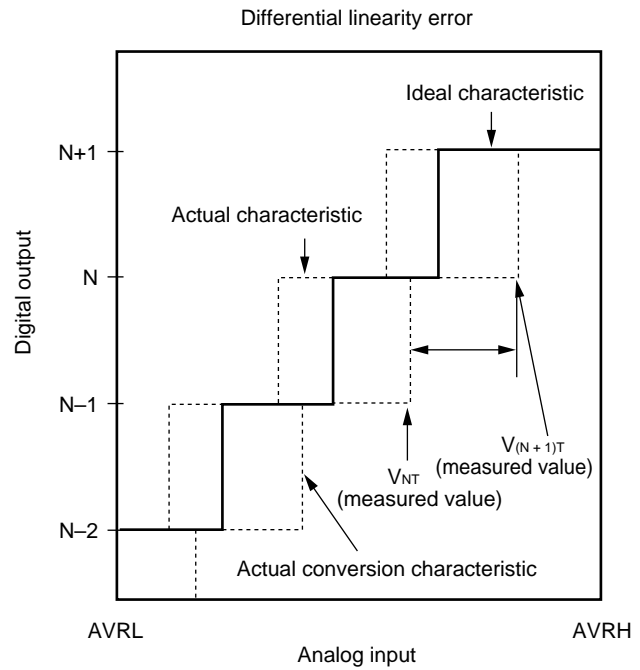 Differential linearity error
Ideal characteristic
N+1
Actual characteristic
N
Digital output
N–1
V(N + 1)T
(measured value)
VNT
(measured value)
N–2
Actual conversion characteristic
AVRL
AVRH
Analog input